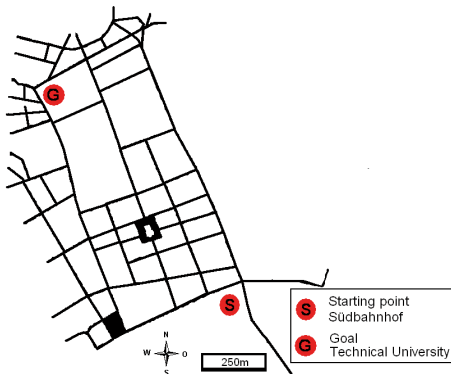 G
S
N
W O
S
250m
S Starting point
Südbahnhof
G Goal
Technical University